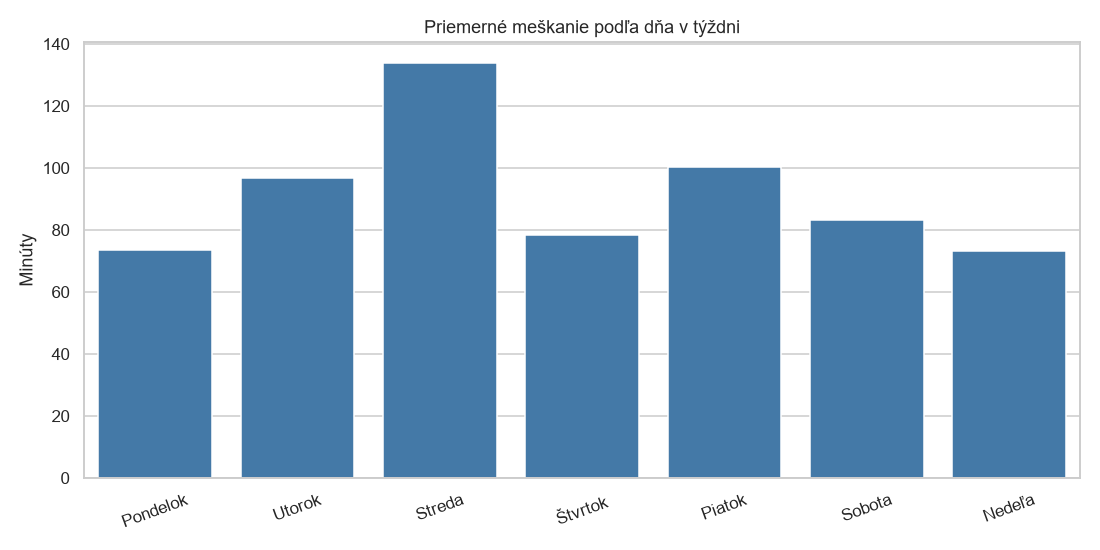 Priemerné meškanie podľa dňa v týždni
Minúty
140
120
100
80
60
40
20
0
Pondelok
Utorok
Streda
Štvrtok
Piatok
Sobota
Nedeľa